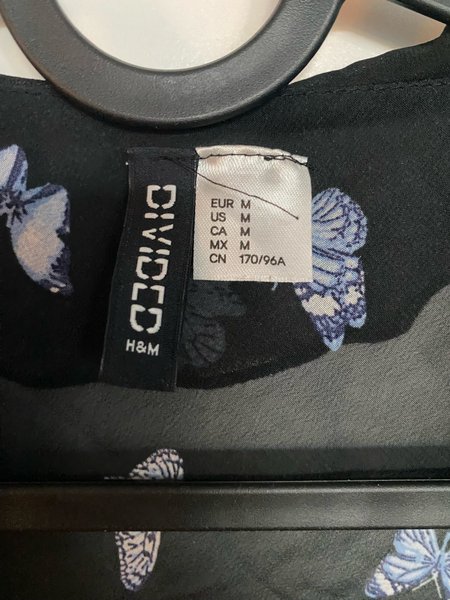 DIVIDED
H&M
EUR M
US M
CA M
MX M
CN 170/96A